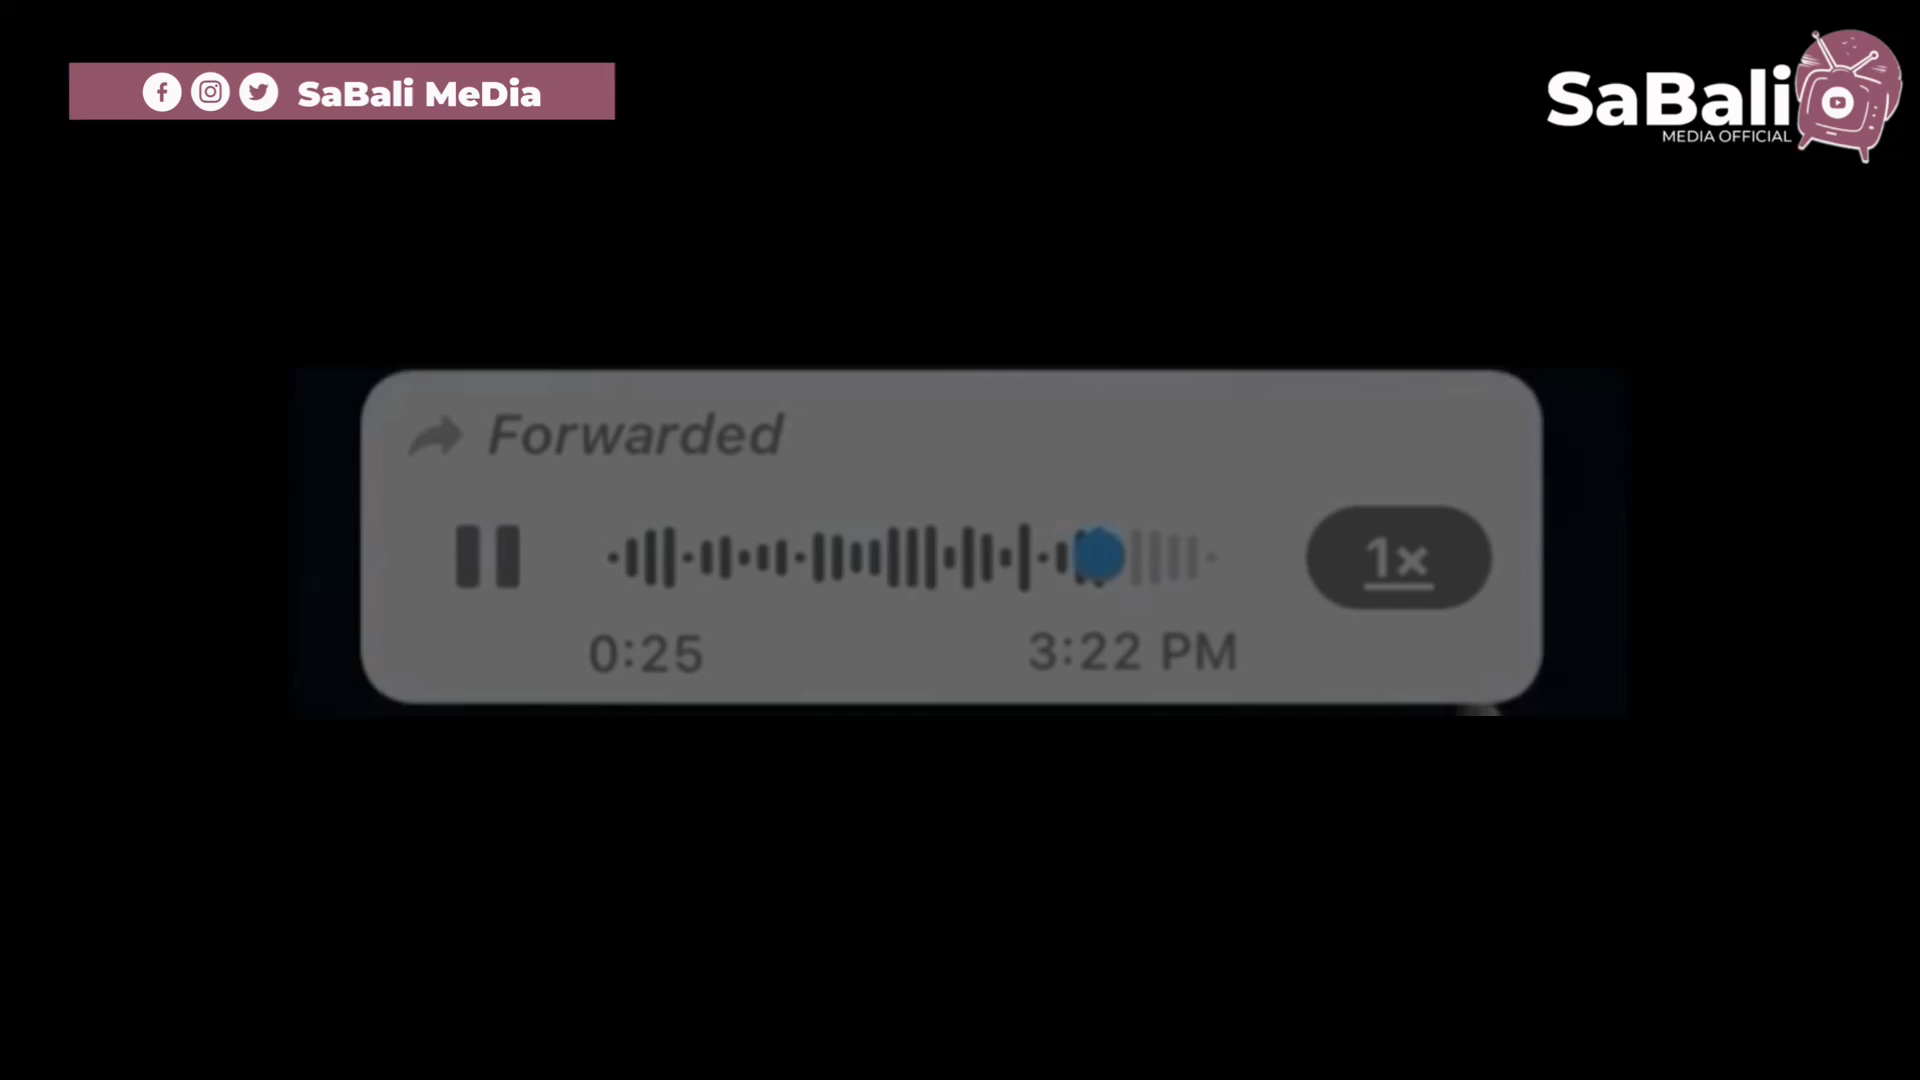 SaBali MeDia
SaBali
MEDIA OFFICIAL
Forwarded
1x
0:25
3:22 PM